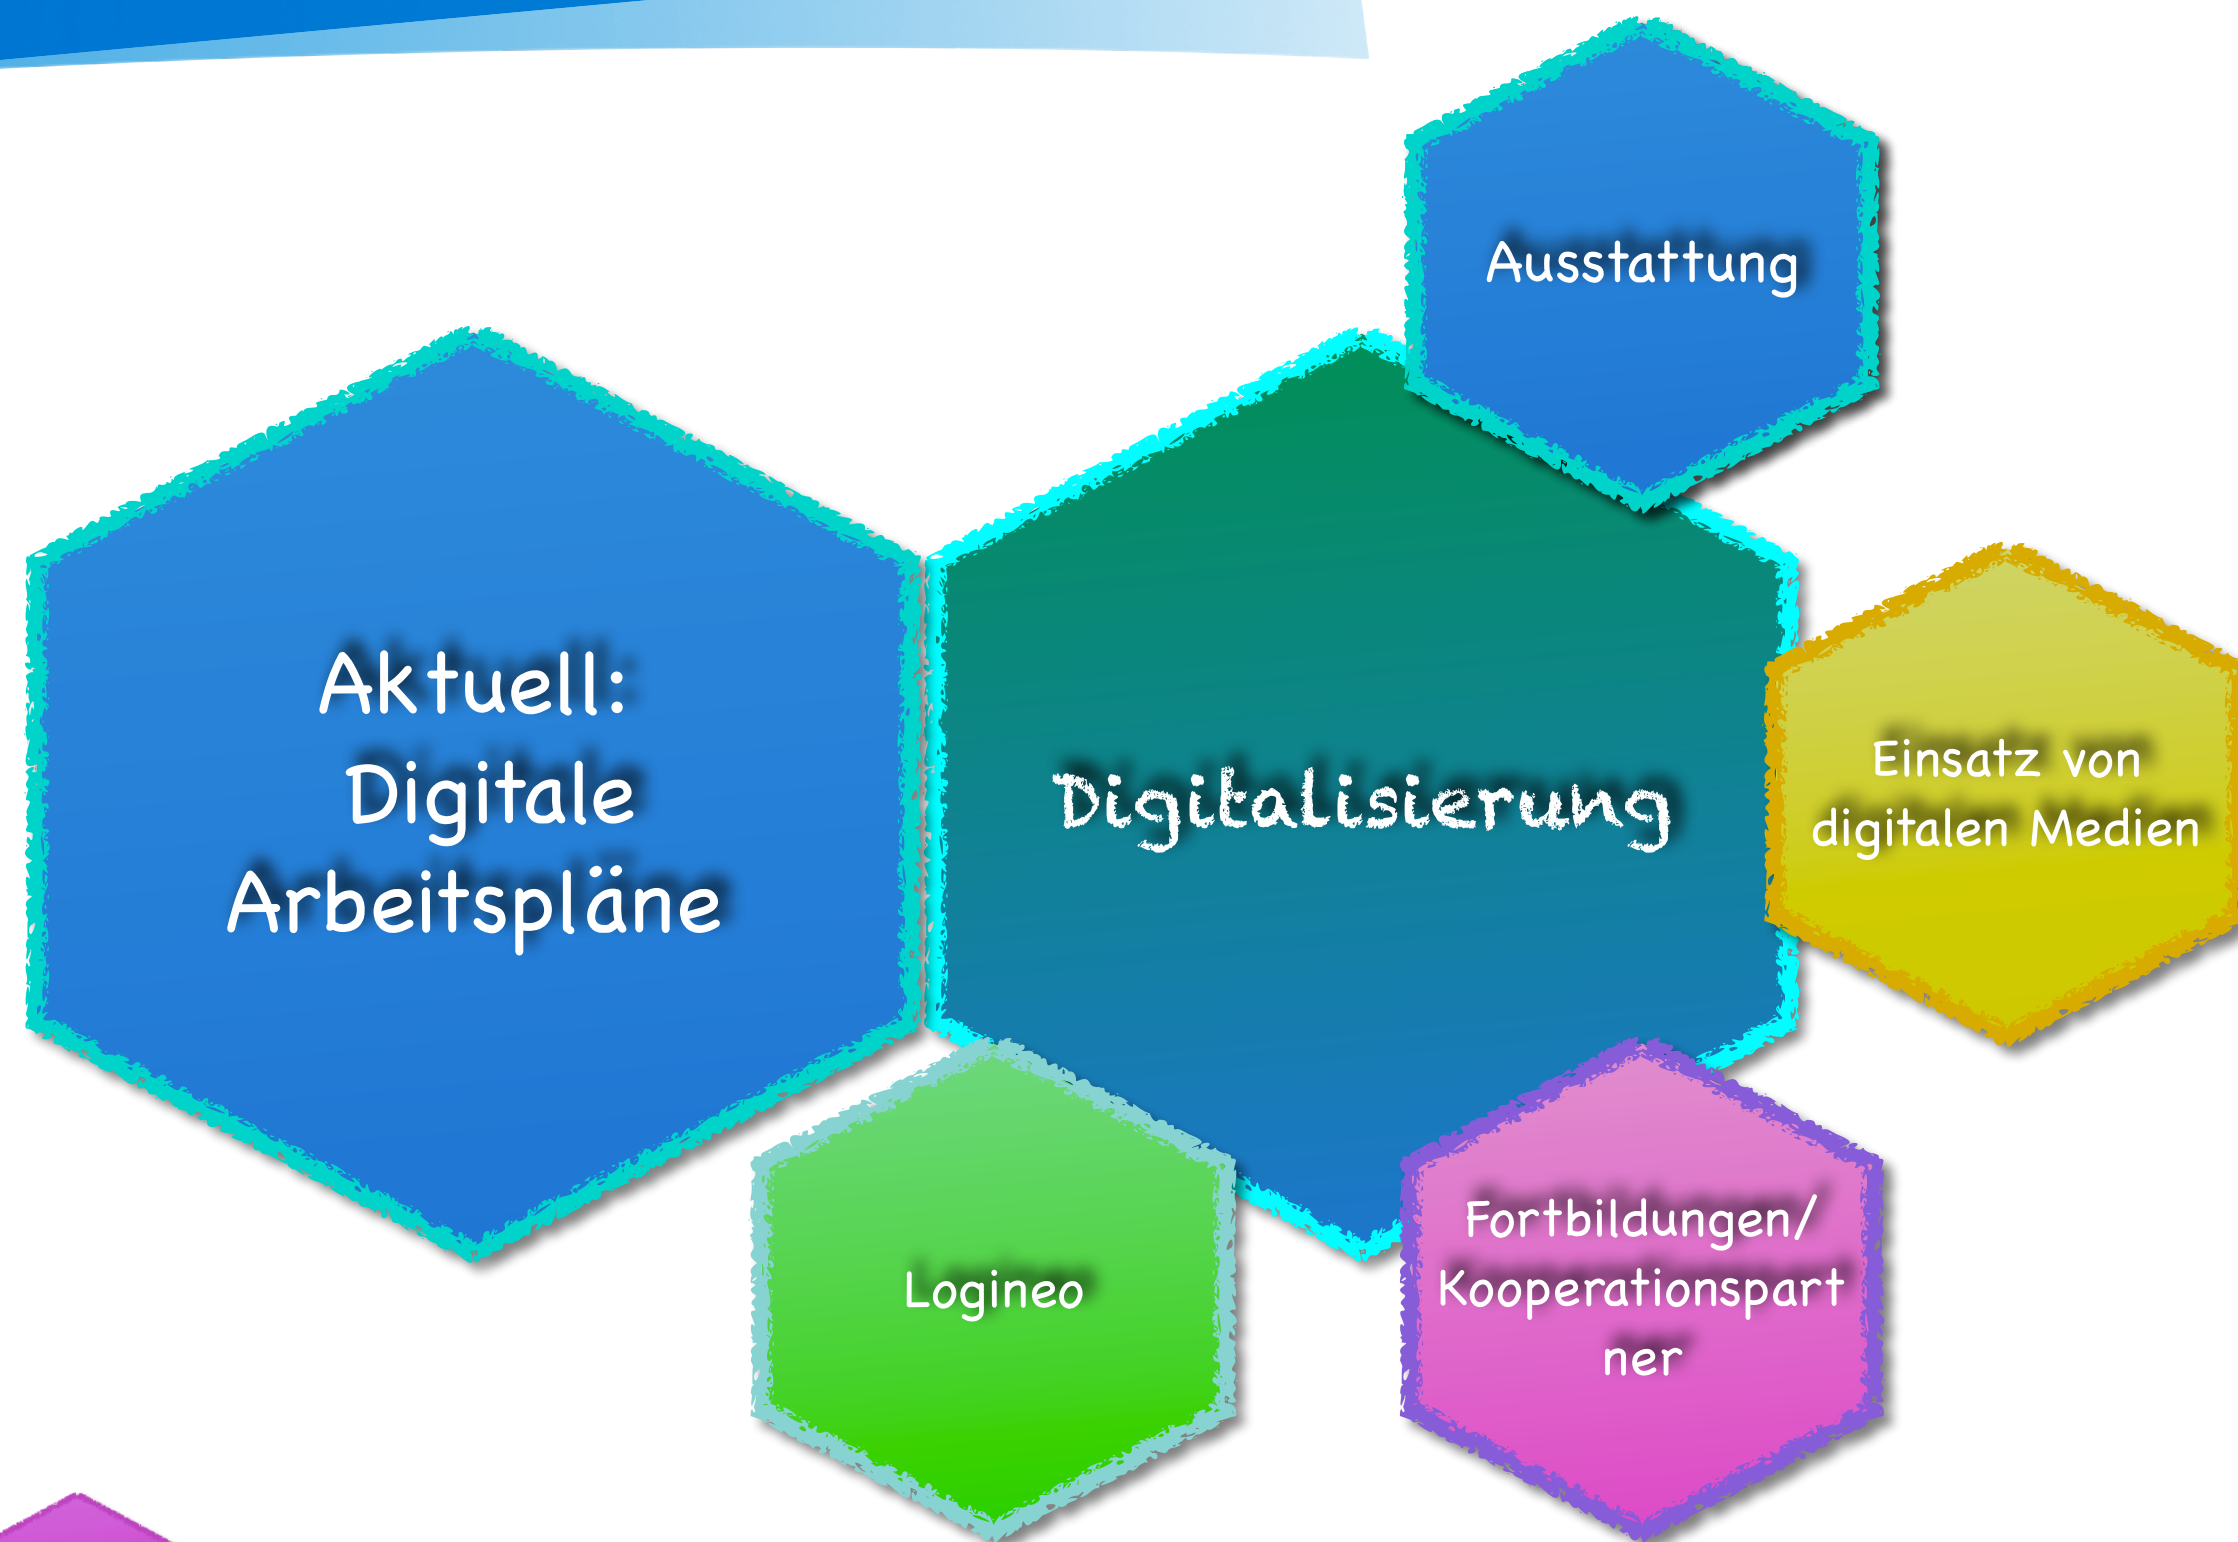 Ausstattung
Aktuell:
Digitale
Arbeitspläne
Digitalisierung
Einsatz von
digitalen Medien
Logineo
Fortbildungen/
Kooperationspart
ner